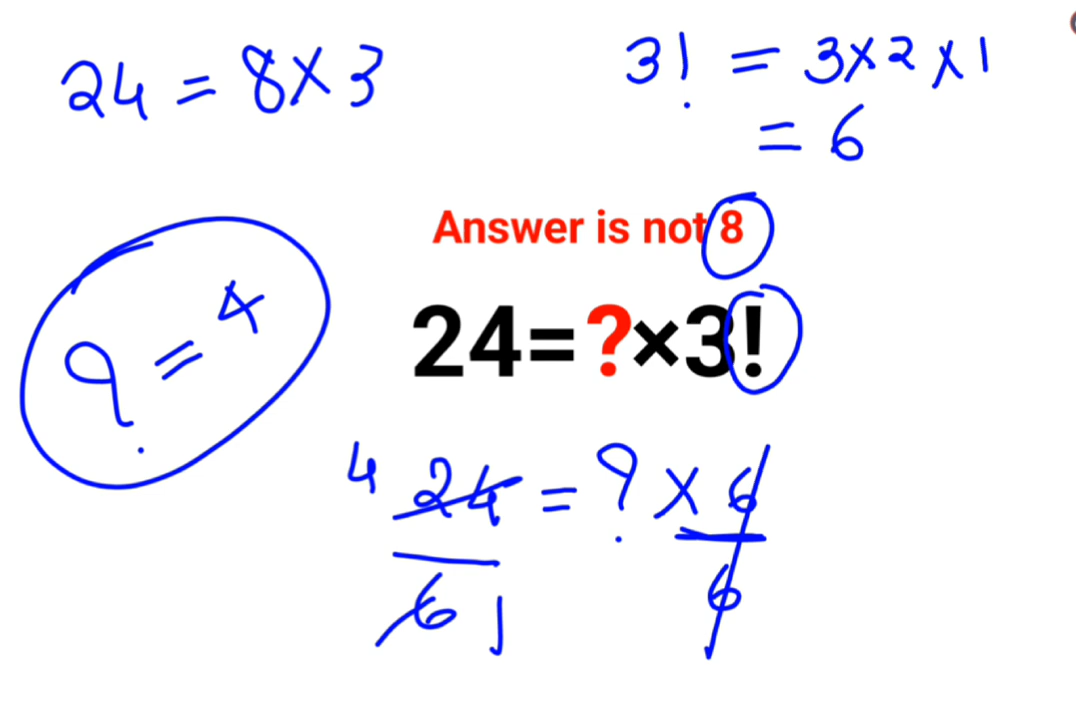 24 = 8 × 3
3! = 3 × 2 × 1
= 6
Answer is not 8
24=?×3!
? = 4
4 24 = ? × 6
6 1 6